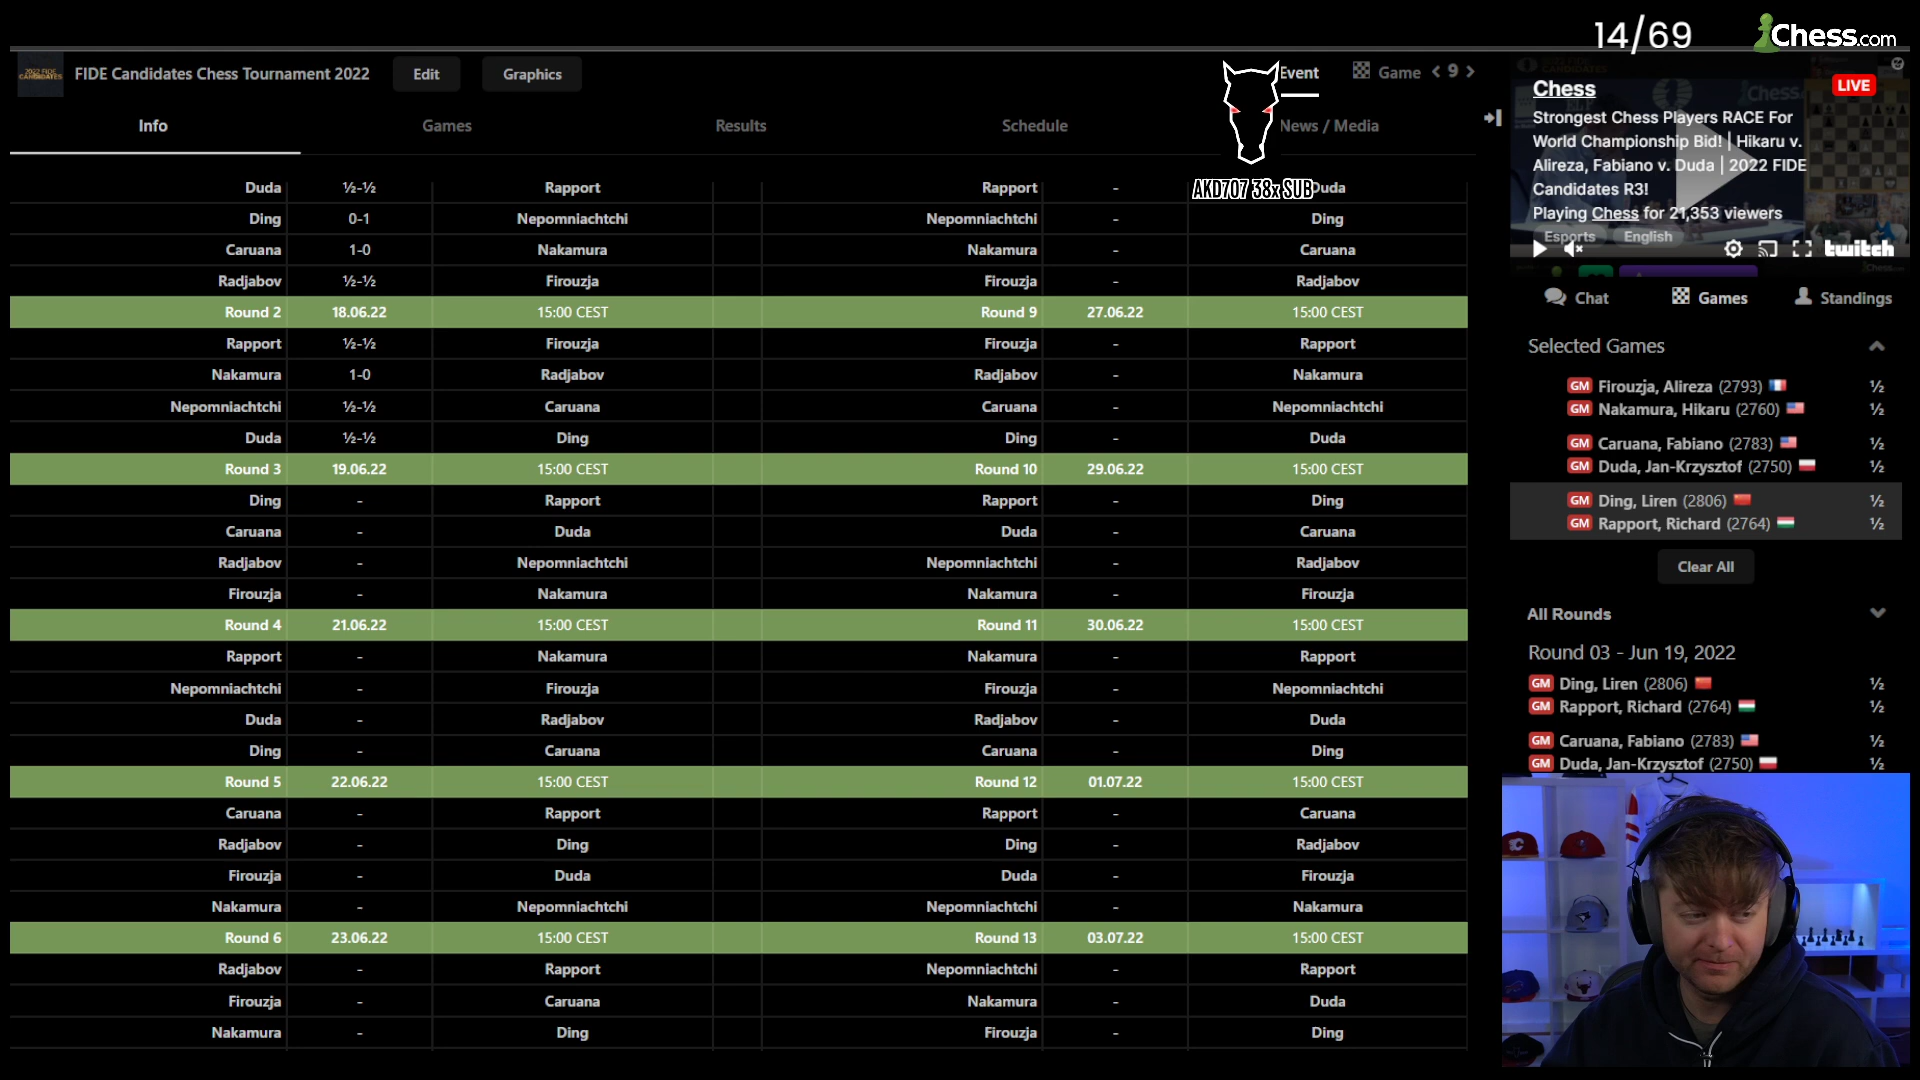 14/69
Chess.com
FIDE Candidates Chess Tournament 2022
Edit
Graphics
Event
Game < 9 >
Info
Games
Results
Schedule
News / Media
AKD707 38x SUB
Duda ½-½ Rapport Rapport - Duda
Ding 0-1 Nepomniachtchi Nepomniachtchi - Ding
Caruana 1-0 Nakamura Nakamura - Caruana
Radjabov ½-½ Firouzja Firouzja - Radjabov
Round 2 18.06.22 15:00 CEST Round 9 27.06.22 15:00 CEST
Rapport ½-½ Firouzja Firouzja - Rapport
Nakamura 1-0 Radjabov Radjabov - Nakamura
Nepomniachtchi ½-½ Caruana Caruana - Nepomniachtchi
Duda ½-½ Ding Ding - Duda
Round 3 19.06.22 15:00 CEST Round 10 29.06.22 15:00 CEST
Ding - Rapport Rapport - Ding
Caruana - Duda Duda - Caruana
Radjabov - Nepomniachtchi Nepomniachtchi - Radjabov
Firouzja - Nakamura Nakamura - Firouzja
Round 4 21.06.22 15:00 CEST Round 11 30.06.22 15:00 CEST
Rapport - Nakamura Nakamura - Rapport
Nepomniachtchi - Firouzja Firouzja - Nepomniachtchi
Duda - Radjabov Radjabov - Duda
Ding - Caruana Caruana - Ding
Round 5 22.06.22 15:00 CEST Round 12 01.07.22 15:00 CEST
Caruana - Rapport Rapport - Caruana
Radjabov - Ding Ding - Radjabov
Firouzja - Duda Duda - Firouzja
Nakamura - Nepomniachtchi Nepomniachtchi - Nakamura
Round 6 23.06.22 15:00 CEST Round 13 03.07.22 15:00 CEST
Radjabov - Rapport Nepomniachtchi - Rapport
Firouzja - Caruana Nakamura - Duda
Nakamura - Ding Firouzja - Ding
Chess
LIVE
Strongest Chess Players RACE For
World Championship Bid! | Hikaru v.
Alireza, Fabiano v. Duda | 2022 FIDE
Candidates R3!
Playing Chess for 21,353 viewers
Esports English
twitch
Chat
Games
Standings
Selected Games
GM Firouzja, Alireza (2793) ½
GM Nakamura, Hikaru (2760) ½
GM Caruana, Fabiano (2783) ½
GM Duda, Jan-Krzysztof (2750) ½
GM Ding, Liren (2806) ½
GM Rapport, Richard (2764) ½
Clear All
All Rounds
Round 03 - Jun 19, 2022
GM Ding, Liren (2806) ½
GM Rapport, Richard (2764) ½
GM Caruana, Fabiano (2783) ½
GM Duda, Jan-Krzysztof (2750) ½